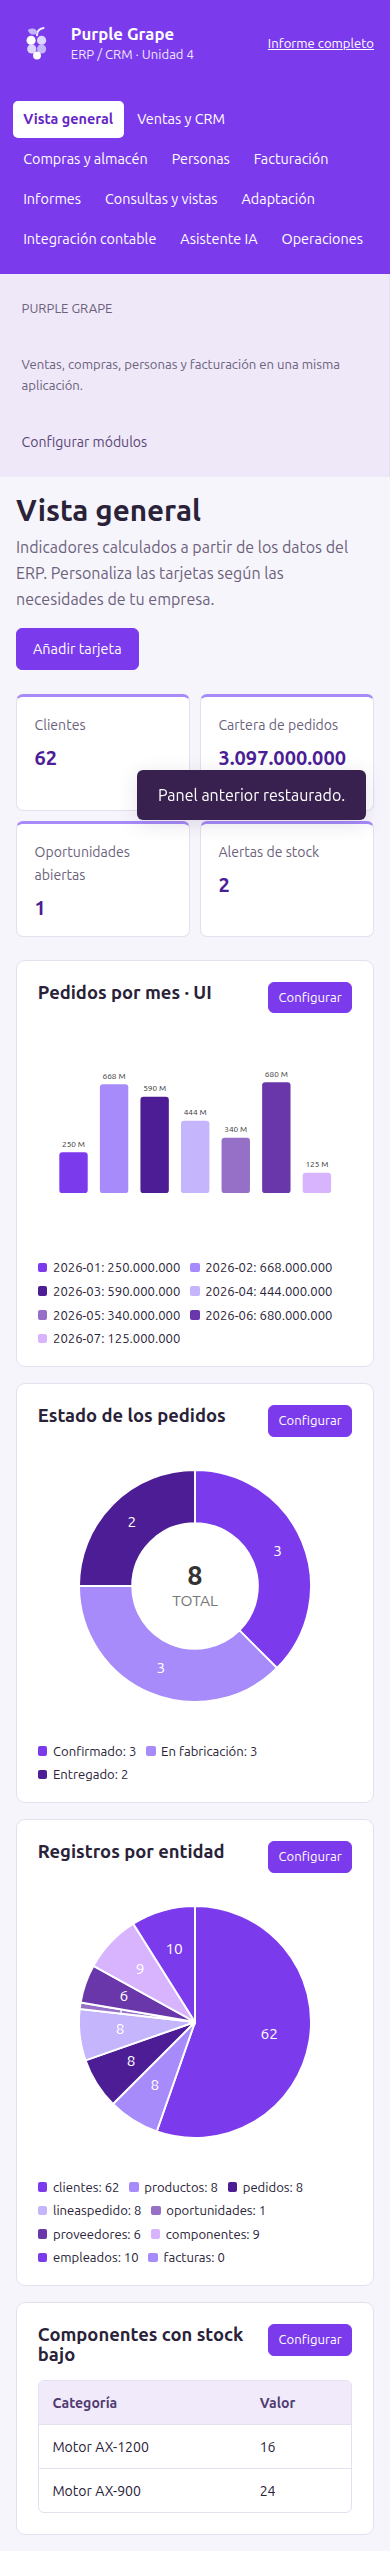 Purple Grape
ERP / CRM · Unidad 4
Informe completo
Vista general
Ventas y CRM
Compras y almacén
Personas
Facturación
Informes
Consultas y vistas
Adaptación
Integración contable
Asistente IA
Operaciones
PURPLE GRAPE
Ventas, compras, personas y facturación en una misma
aplicación.
Configurar módulos
Vista general
Indicadores calculados a partir de los datos del
ERP. Personaliza las tarjetas según las
necesidades de tu empresa.
Añadir tarjeta
Clientes
62
Cartera de pedidos
3.097.000.000
Panel anterior restaurado.
Oportunidades
abiertas
1
Alertas de stock
2
Pedidos por mes · UI
Configurar
250 M
668 M
590 M
444 M
340 M
680 M
125 M
2026-01: 250.000.000
2026-02: 668.000.000
2026-03: 590.000.000
2026-04: 444.000.000
2026-05: 340.000.000
2026-06: 680.000.000
2026-07: 125.000.000
Estado de los pedidos
Configurar
2
3
8
TOTAL
3
Confirmado: 3
En fabricación: 3
Entregado: 2
Registros por entidad
Configurar
10
9
6
8
8
8
62
clientes: 62
productos: 8
pedidos: 8
lineaspedido: 8
oportunidades: 1
proveedores: 6
componentes: 9
empleados: 10
facturas: 0
Componentes con stock
bajo
Configurar
Categoría
Valor
Motor AX-1200
16
Motor AX-900
24